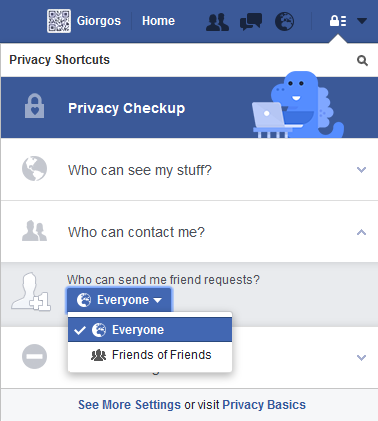 Giorgos Home
Privacy Shortcuts
Privacy Checkup
Who can see my stuff?
Who can contact me?
Who can send me friend requests?
+1
Everyone
Everyone
Friends of Friends
See More Settings or visit Privacy Basics